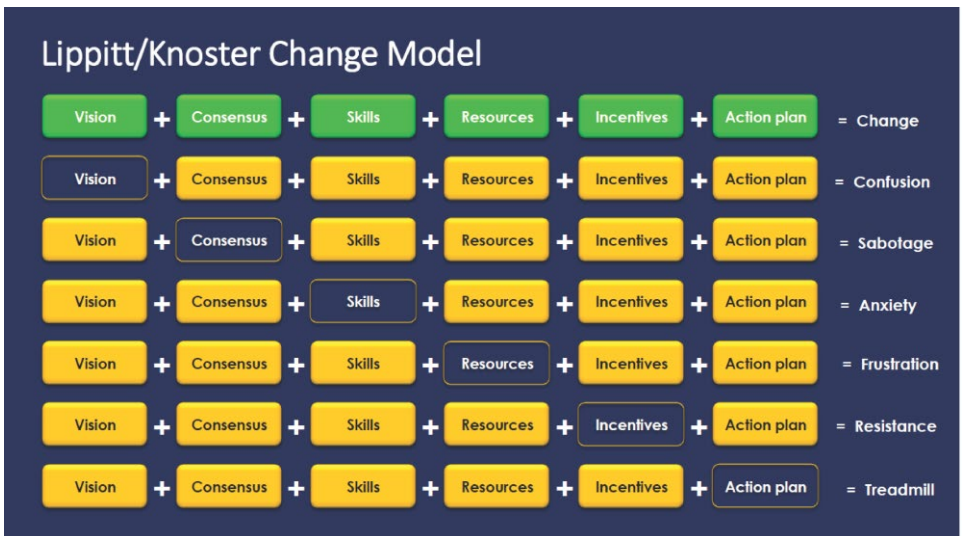 Lippitt/Knoster Change Model
Vision + Consensus + Skills + Resources + Incentives + Action plan = Change
Vision + Consensus + Skills + Resources + Incentives + Action plan = Confusion
Vision + Consensus + Skills + Resources + Incentives + Action plan = Sabotage
Vision + Consensus + Skills + Resources + Incentives + Action plan = Anxiety
Vision + Consensus + Skills + Resources + Incentives + Action plan = Frustration
Vision + Consensus + Skills + Resources + Incentives + Action plan = Resistance
Vision + Consensus + Skills + Resources + Incentives + Action plan = Treadmill